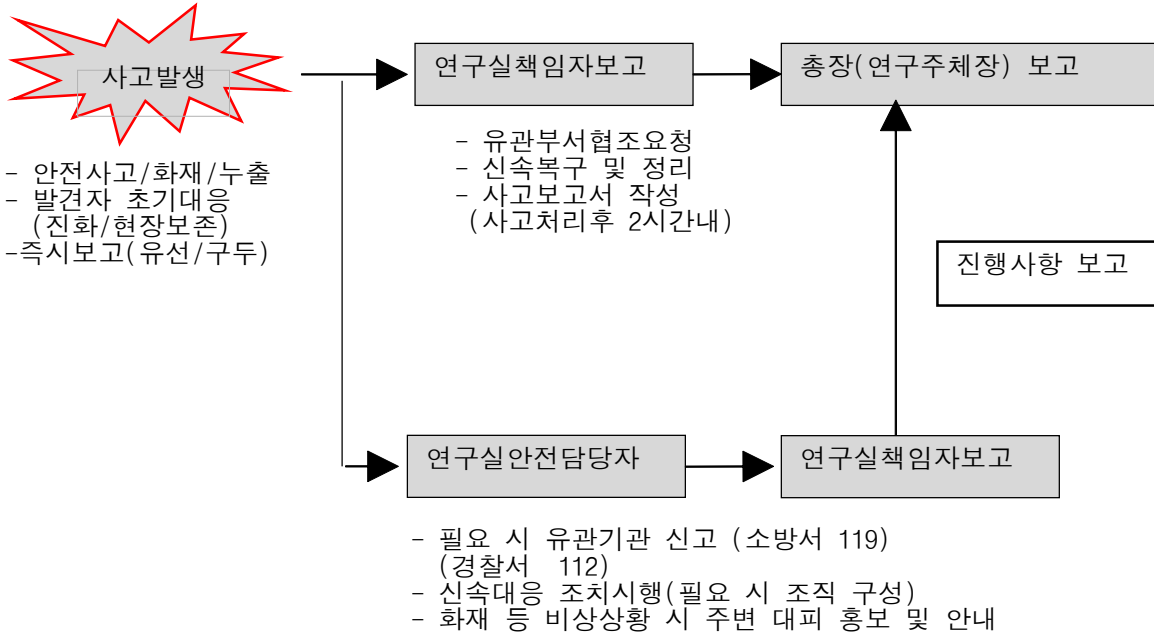 사고발생
- 안전사고/화재/누출
- 발견자 초기대응
(진화/현장보존)
-즉시보고(유선/구두)
연구실책임자보고
- 유관부서협조요청
- 신속복구 및 정리
- 사고보고서 작성
(사고처리후 2시간내)
총장(연구주체장) 보고
진행사항 보고
연구실안전담당자
- 필요 시 유관기관 신고 (소방서 119)
(경찰서 112)
- 신속대응 조치시행(필요 시 조직 구성)
- 화재 등 비상상황 시 주변 대피 홍보 및 안내
연구실책임자보고